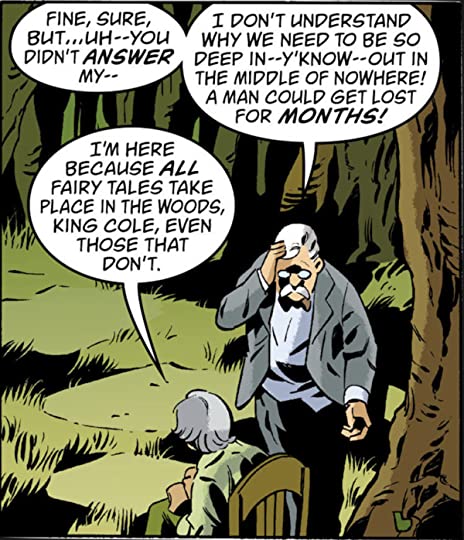 FINE, SURE,
BUT...UH--YOU
DIDN'T ANSWER
MY--
I DON'T UNDERSTAND
WHY WE NEED TO BE SO
DEEP IN--Y'KNOW--OUT IN
THE MIDDLE OF NOWHERE!
A MAN COULD GET LOST
FOR MONTHS!
I'M HERE
BECAUSE ALL
FAIRY TALES TAKE
PLACE IN THE WOODS,
KING COLE, EVEN
THOSE THAT
DON'T.